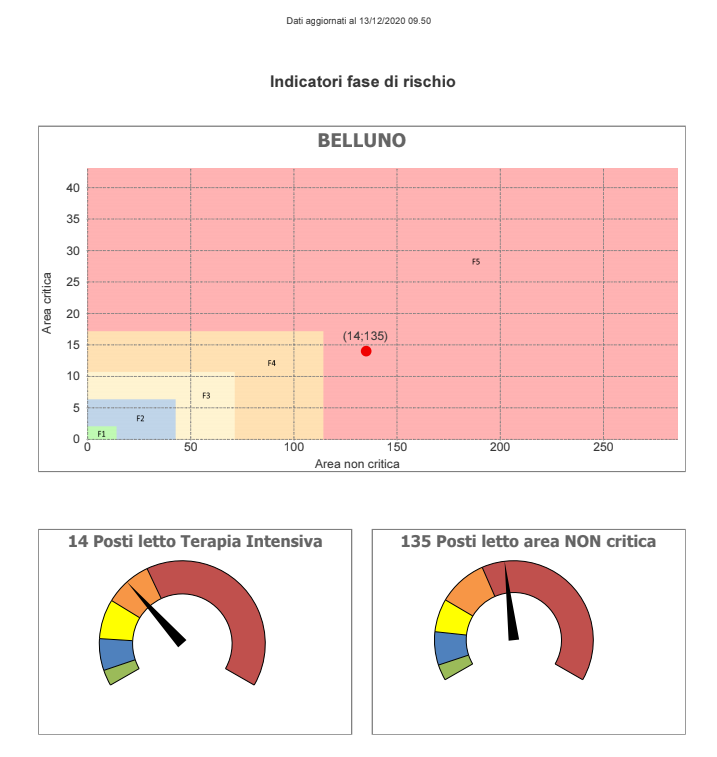 Dati aggiornati al 13/12/2020 09.50
Indicatori fase di rischio
BELLUNO
40
35
30
25
20
15
10
5
0
Area critica
F5
(14;135)
F4
F3
F2
F1
0 50 100 150 200 250
Area non critica
14 Posti letto Terapia Intensiva
135 Posti letto area NON critica